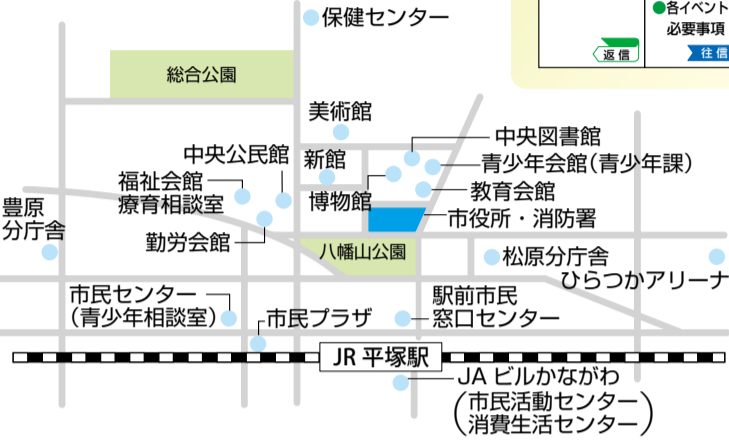 保健センター
●各イベント
必要事項
返信
往信
総合公園
美術館
中央図書館
中央公民館
新館
青少年会館(青少年課)
福祉会館
療育相談室
博物館
教育会館
豊原
分庁舎
市役所・消防署
勤労会館
八幡山公園
松原分庁舎
ひらつかアリーナ
市民センター
(青少年相談室)
市民プラザ
駅前市民
窓口センター
JR 平塚駅
JA ビルかながわ
(市民活動センター
消費生活センター)